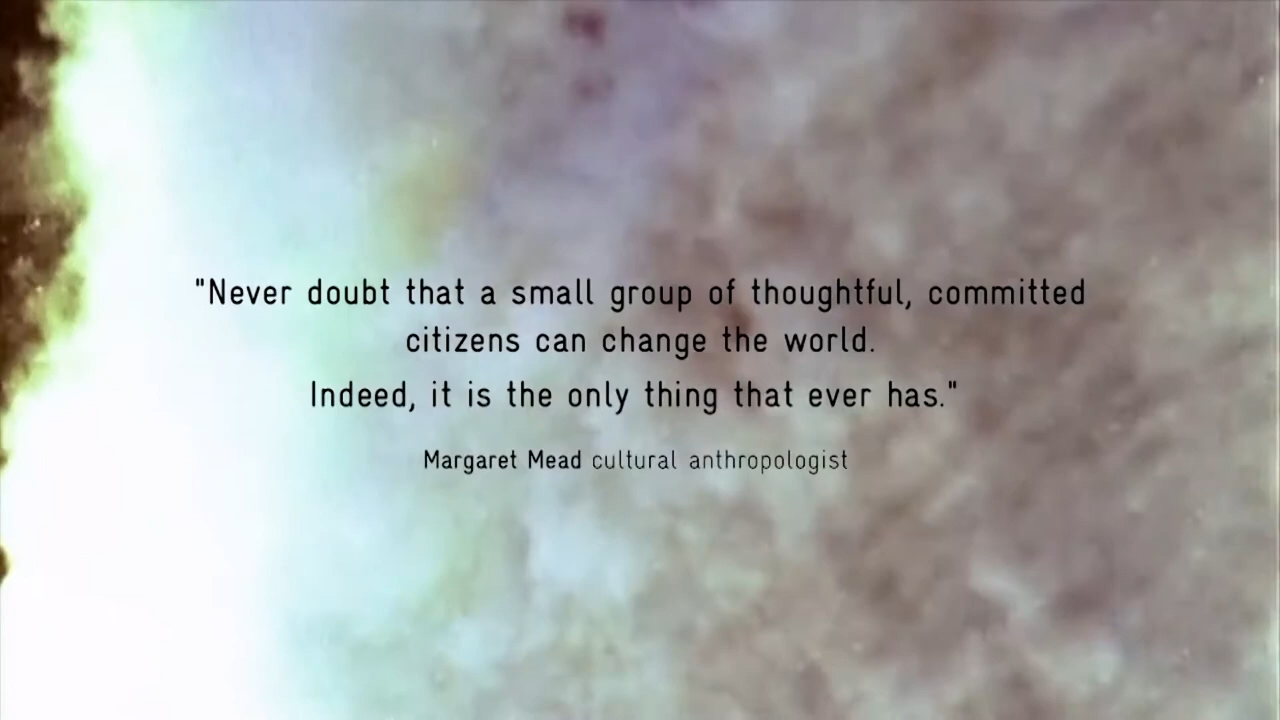 "Never doubt that a small group of thoughtful, committed
citizens can change the world.
Indeed, it is the only thing that ever has."
Margaret Mead cultural anthropologist